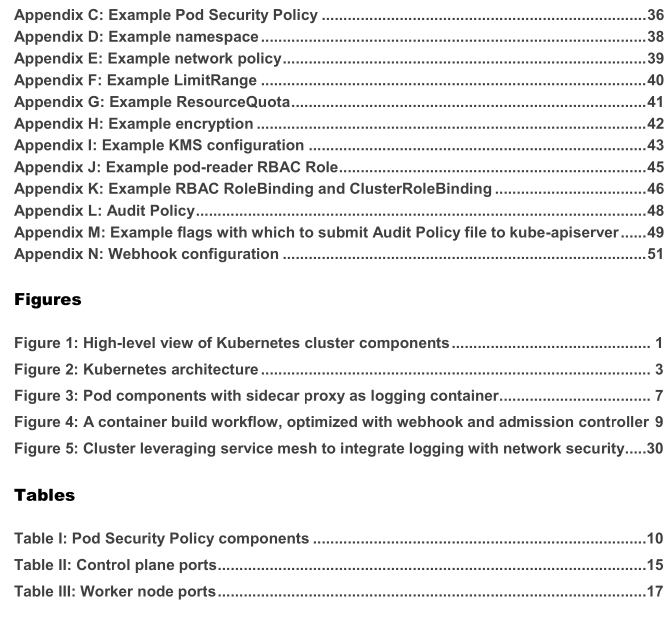 Appendix C: Example Pod Security Policy ........................................................................36
Appendix D: Example namespace......................................................................................38
Appendix E: Example network policy.................................................................................39
Appendix F: Example LimitRange ......................................................................................40
Appendix G: Example ResourceQuota...............................................................................41
Appendix H: Example encryption .......................................................................................42
Appendix I: Example KMS configuration ...........................................................................43
Appendix J: Example pod-reader RBAC Role....................................................................45
Appendix K: Example RBAC RoleBinding and ClusterRoleBinding ..................................46
Appendix L: Audit Policy.....................................................................................................48
Appendix M: Example flags with which to submit Audit Policy file to kube-apiserver......49
Appendix N: Webhook configuration .................................................................................51
Figures
Figure 1: High-level view of Kubernetes cluster components............................................ 1
Figure 2: Kubernetes architecture...................................................................................... 3
Figure 3: Pod components with sidecar proxy as logging container.................................. 7
Figure 4: A container build workflow, optimized with webhook and admission controller 9
Figure 5: Cluster leveraging service mesh to integrate logging with network security.....30
Tables
Table I: Pod Security Policy components ..........................................................................10
Table II: Control plane ports...............................................................................................15
Table III: Worker node ports...............................................................................................17